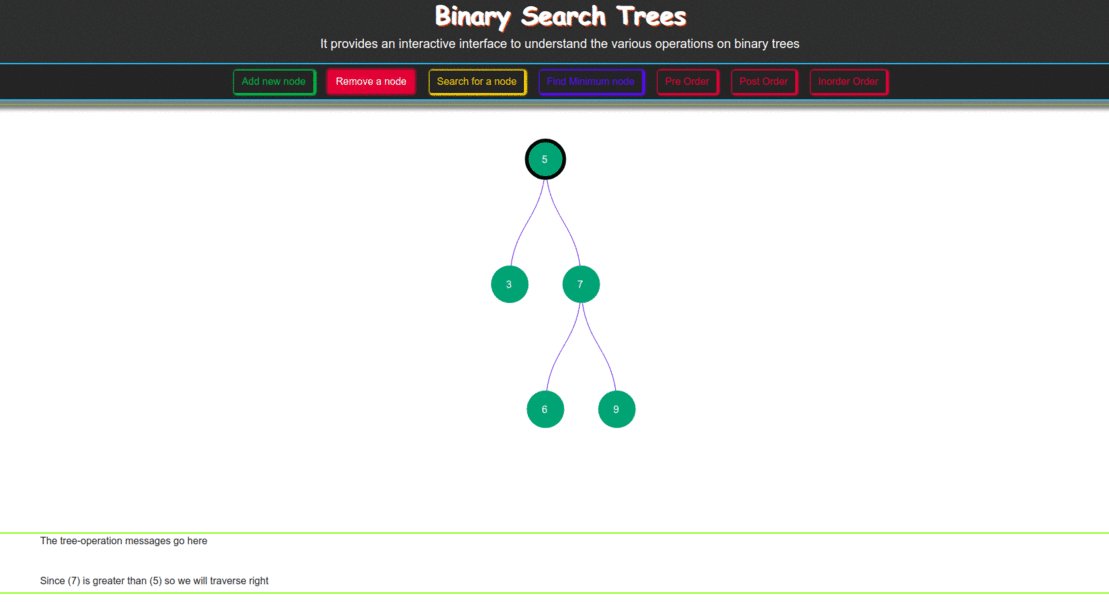 Binary Search Trees
It provides an interactive interface to understand the various operations on binary trees
Add new node Remove a node Search for a node Find Minimum node Pre Order Post Order Inorder Order
5
3 7
6 9
The tree-operation messages go here
Since (7) is greater than (5) so we will traverse right